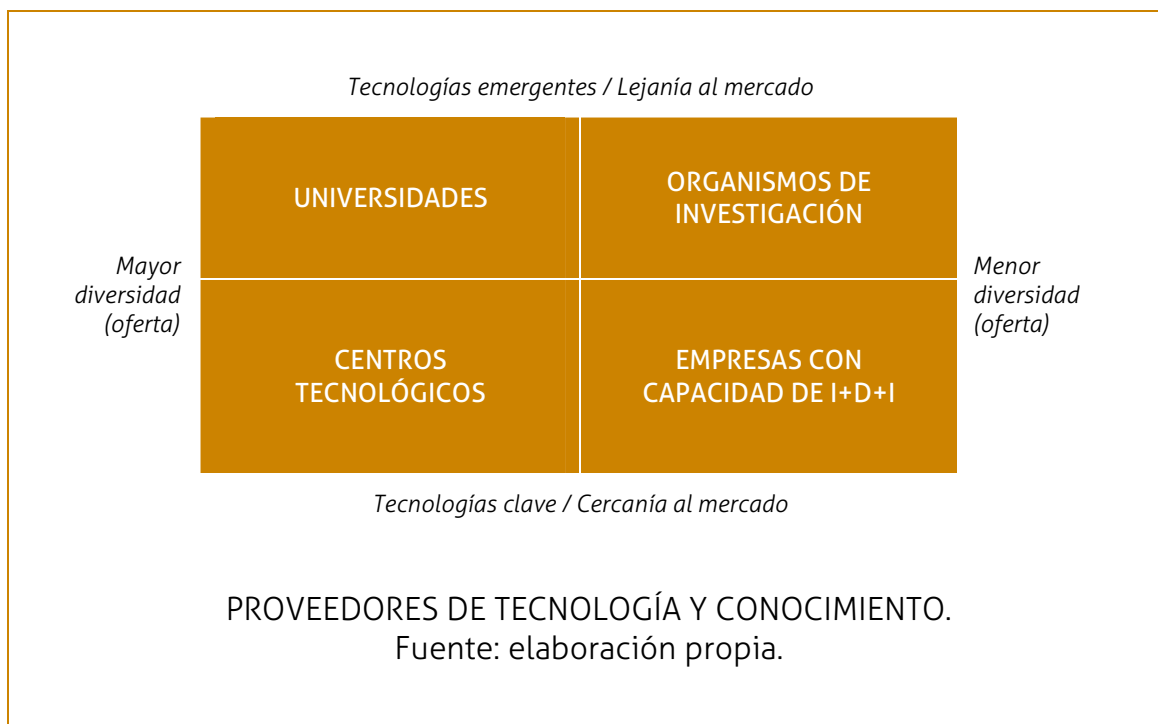 Tecnologías emergentes / Lejanía al mercado
UNIVERSIDADES
ORGANISMOS DE
INVESTIGACIÓN
Mayor
diversidad
(oferta)
Menor
diversidad
(oferta)
CENTROS
TECNOLÓGICOS
EMPRESAS CON
CAPACIDAD DE I+D+I
Tecnologías clave / Cercanía al mercado
PROVEEDORES DE TECNOLOGÍA Y CONOCIMIENTO.
Fuente: elaboración propia.